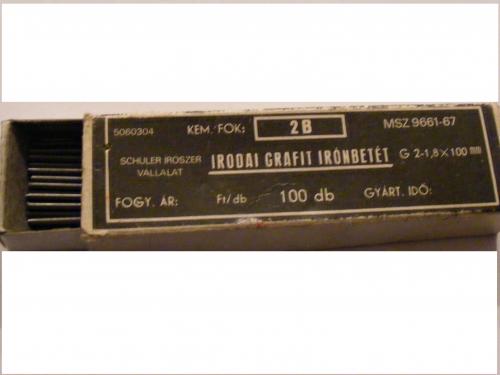 5060304 KEM. FOK: 2B MSZ 9661-67
SCHULER IRÓSZER
VÁLLALAT
IRODAI GRAFIT IRÓNBETÉT G 2-1,8×100 mm
FOGY. ÁR: Ft/db 100 db GYÁRT. IDŐ: